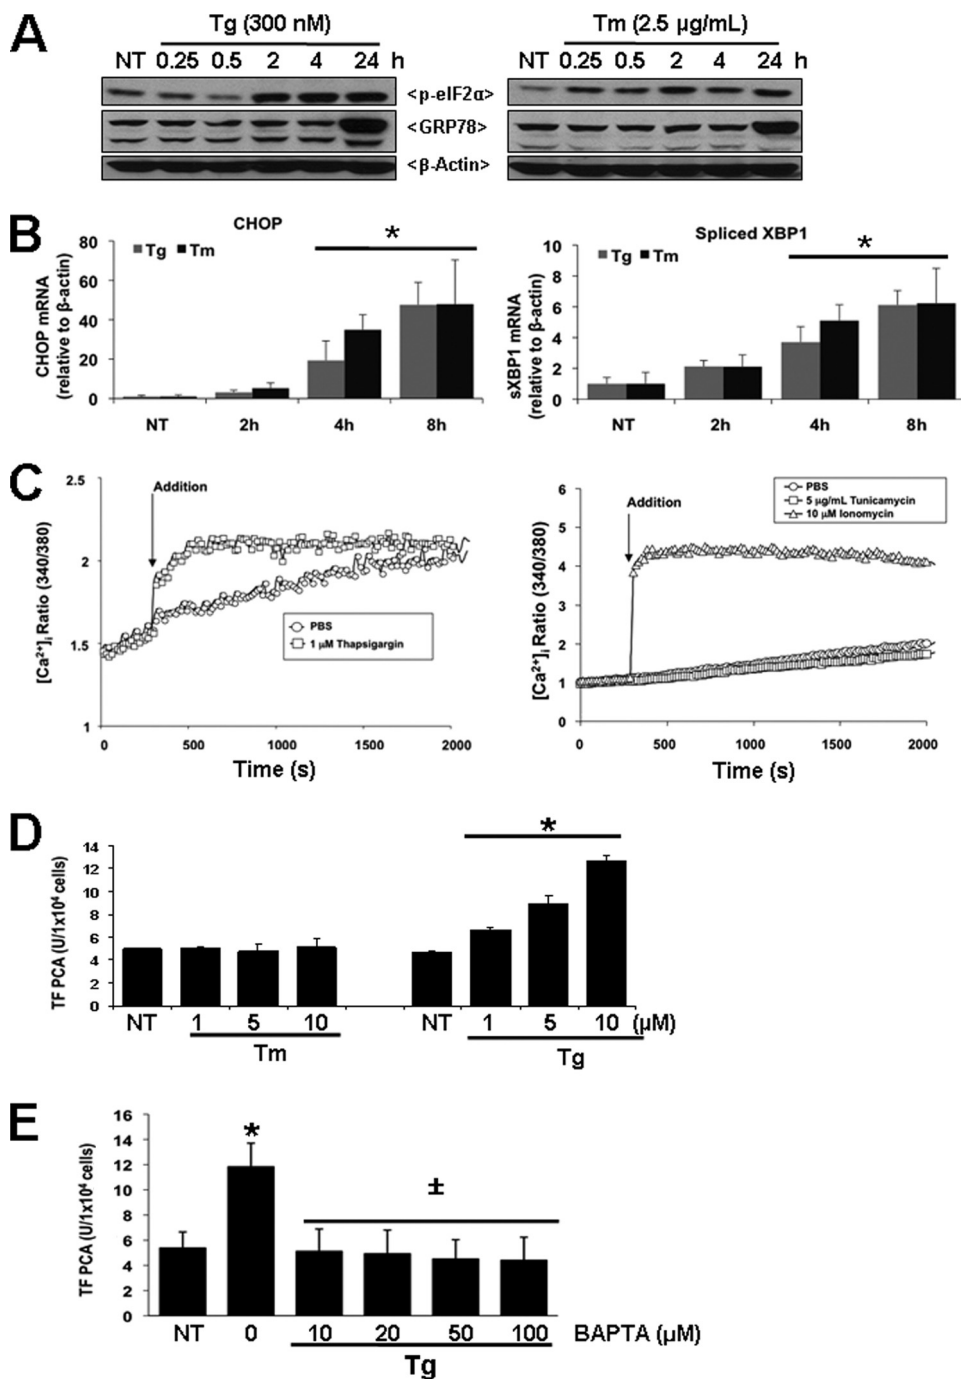 A
Tg (300 nM)
NT 0.25 0.5 2 4 24 h
Tm (2.5 µg/mL)
NT 0.25 0.5 2 4 24 h
<p-eIF2α>
<GRP78>
<β-Actin>
B
CHOP
Tg Tm
*
CHOP mRNA
(relative to β-actin)
80
60
40
20
0
NT 2h 4h 8h
Spliced XBP1
Tg Tm
*
sXBP1 mRNA
(relative to β-actin)
10
8
6
4
2
0
NT 2h 4h 8h
C
Addition
[Ca²⁺]i Ratio (340/380)
2.5
2
1.5
1
PBS
1 µM Thapsigargin
0 500 1000 1500 2000
Time (s)
Addition
PBS
5 µg/mL Tunicamycin
10 µM Ionomycin
[Ca²⁺]i Ratio (340/380)
6
5
4
3
2
1
0
0 500 1000 1500 2000
Time (s)
D
TF PCA (U/1x10⁴ cells)
14
12
10
8
6
4
2
0
*
NT 1 5 10 NT 1 5 10 (µM)
Tm Tg
E
TF PCA (U/1x10⁴ cells)
16
14
12
10
8
6
4
2
0
*
±
NT 0 10 20 50 100 BAPTA (µM)
Tg